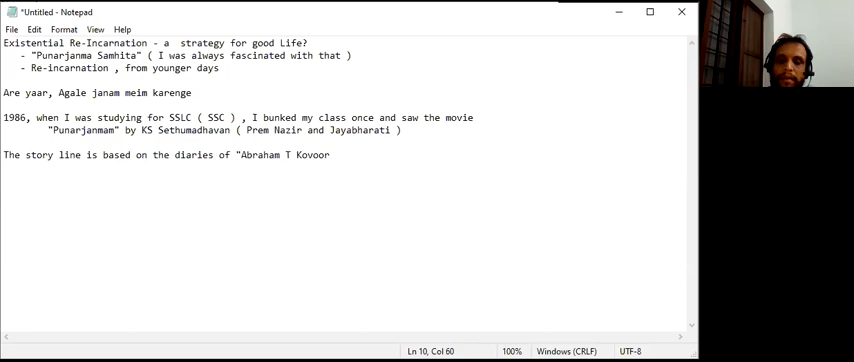 *Untitled - Notepad
File Edit Format View Help
Existential Re-Incarnation - a  strategy for good Life?
- "Punarjanma Samhita" ( I was always fascinated with that )
- Re-incarnation , from younger days
Are yaar, Agale janam meim karenge
1986, when I was studying for SSLC ( SSC ) , I bunked my class once and saw the movie
"Punarjanmam" by KS Sethumadhavan ( Prem Nazir and Jayabharati )
The story line is based on the diaries of "Abraham T Kovoor
Ln 10, Col 60 100% Windows (CRLF) UTF-8